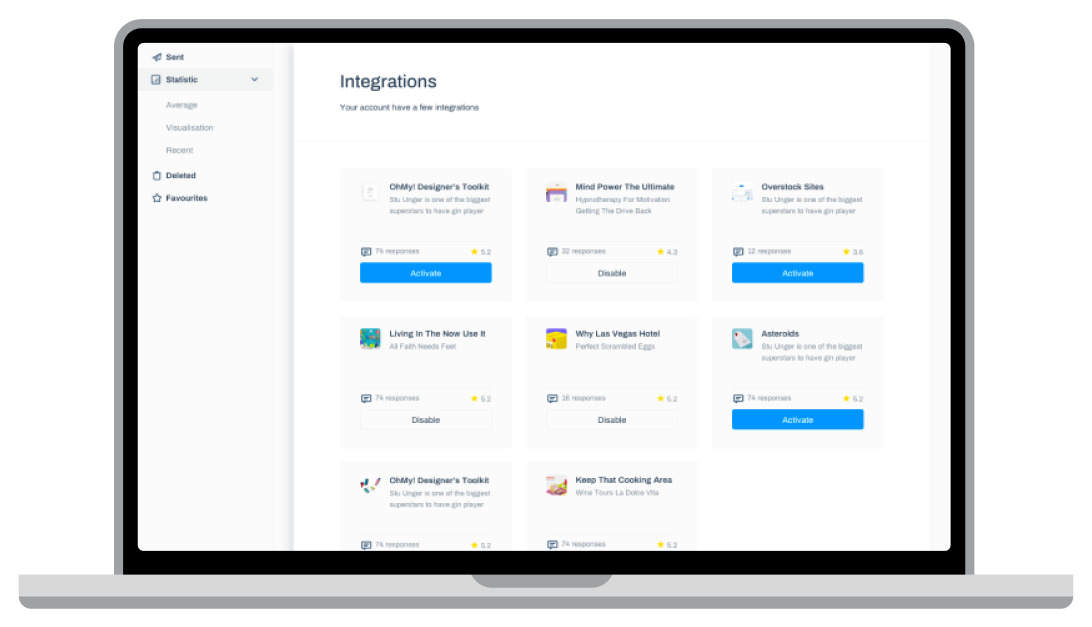 Sent
Statistic
Average
Visualisation
Recent
Deleted
Favourites
Integrations
Your account have a few integrations
OhMy! Designer's Toolkit
Stu Unger is one of the biggest
superstars to have gin player
74 responses
5.2
Activate
Mind Power The Ultimate
Hypnotherapy For Motivation
Getting The Drive Back
32 responses
4.3
Disable
Overstock Sites
Stu Unger is one of the biggest
superstars to have gin player
12 responses
3.6
Activate
Living In The Now Use It
All Faith Needs Feet
74 responses
5.2
Disable
Why Las Vegas Hotel
Perfect Scrambled Eggs
16 responses
5.2
Disable
Asteroids
Stu Unger is one of the biggest
superstars to have gin player
74 responses
5.2
Activate
OhMy! Designer's Toolkit
Stu Unger is one of the biggest
superstars to have gin player
74 responses
5.2
Keep That Cooking Area
Wine Tours La Dolce Vita
74 responses
5.2